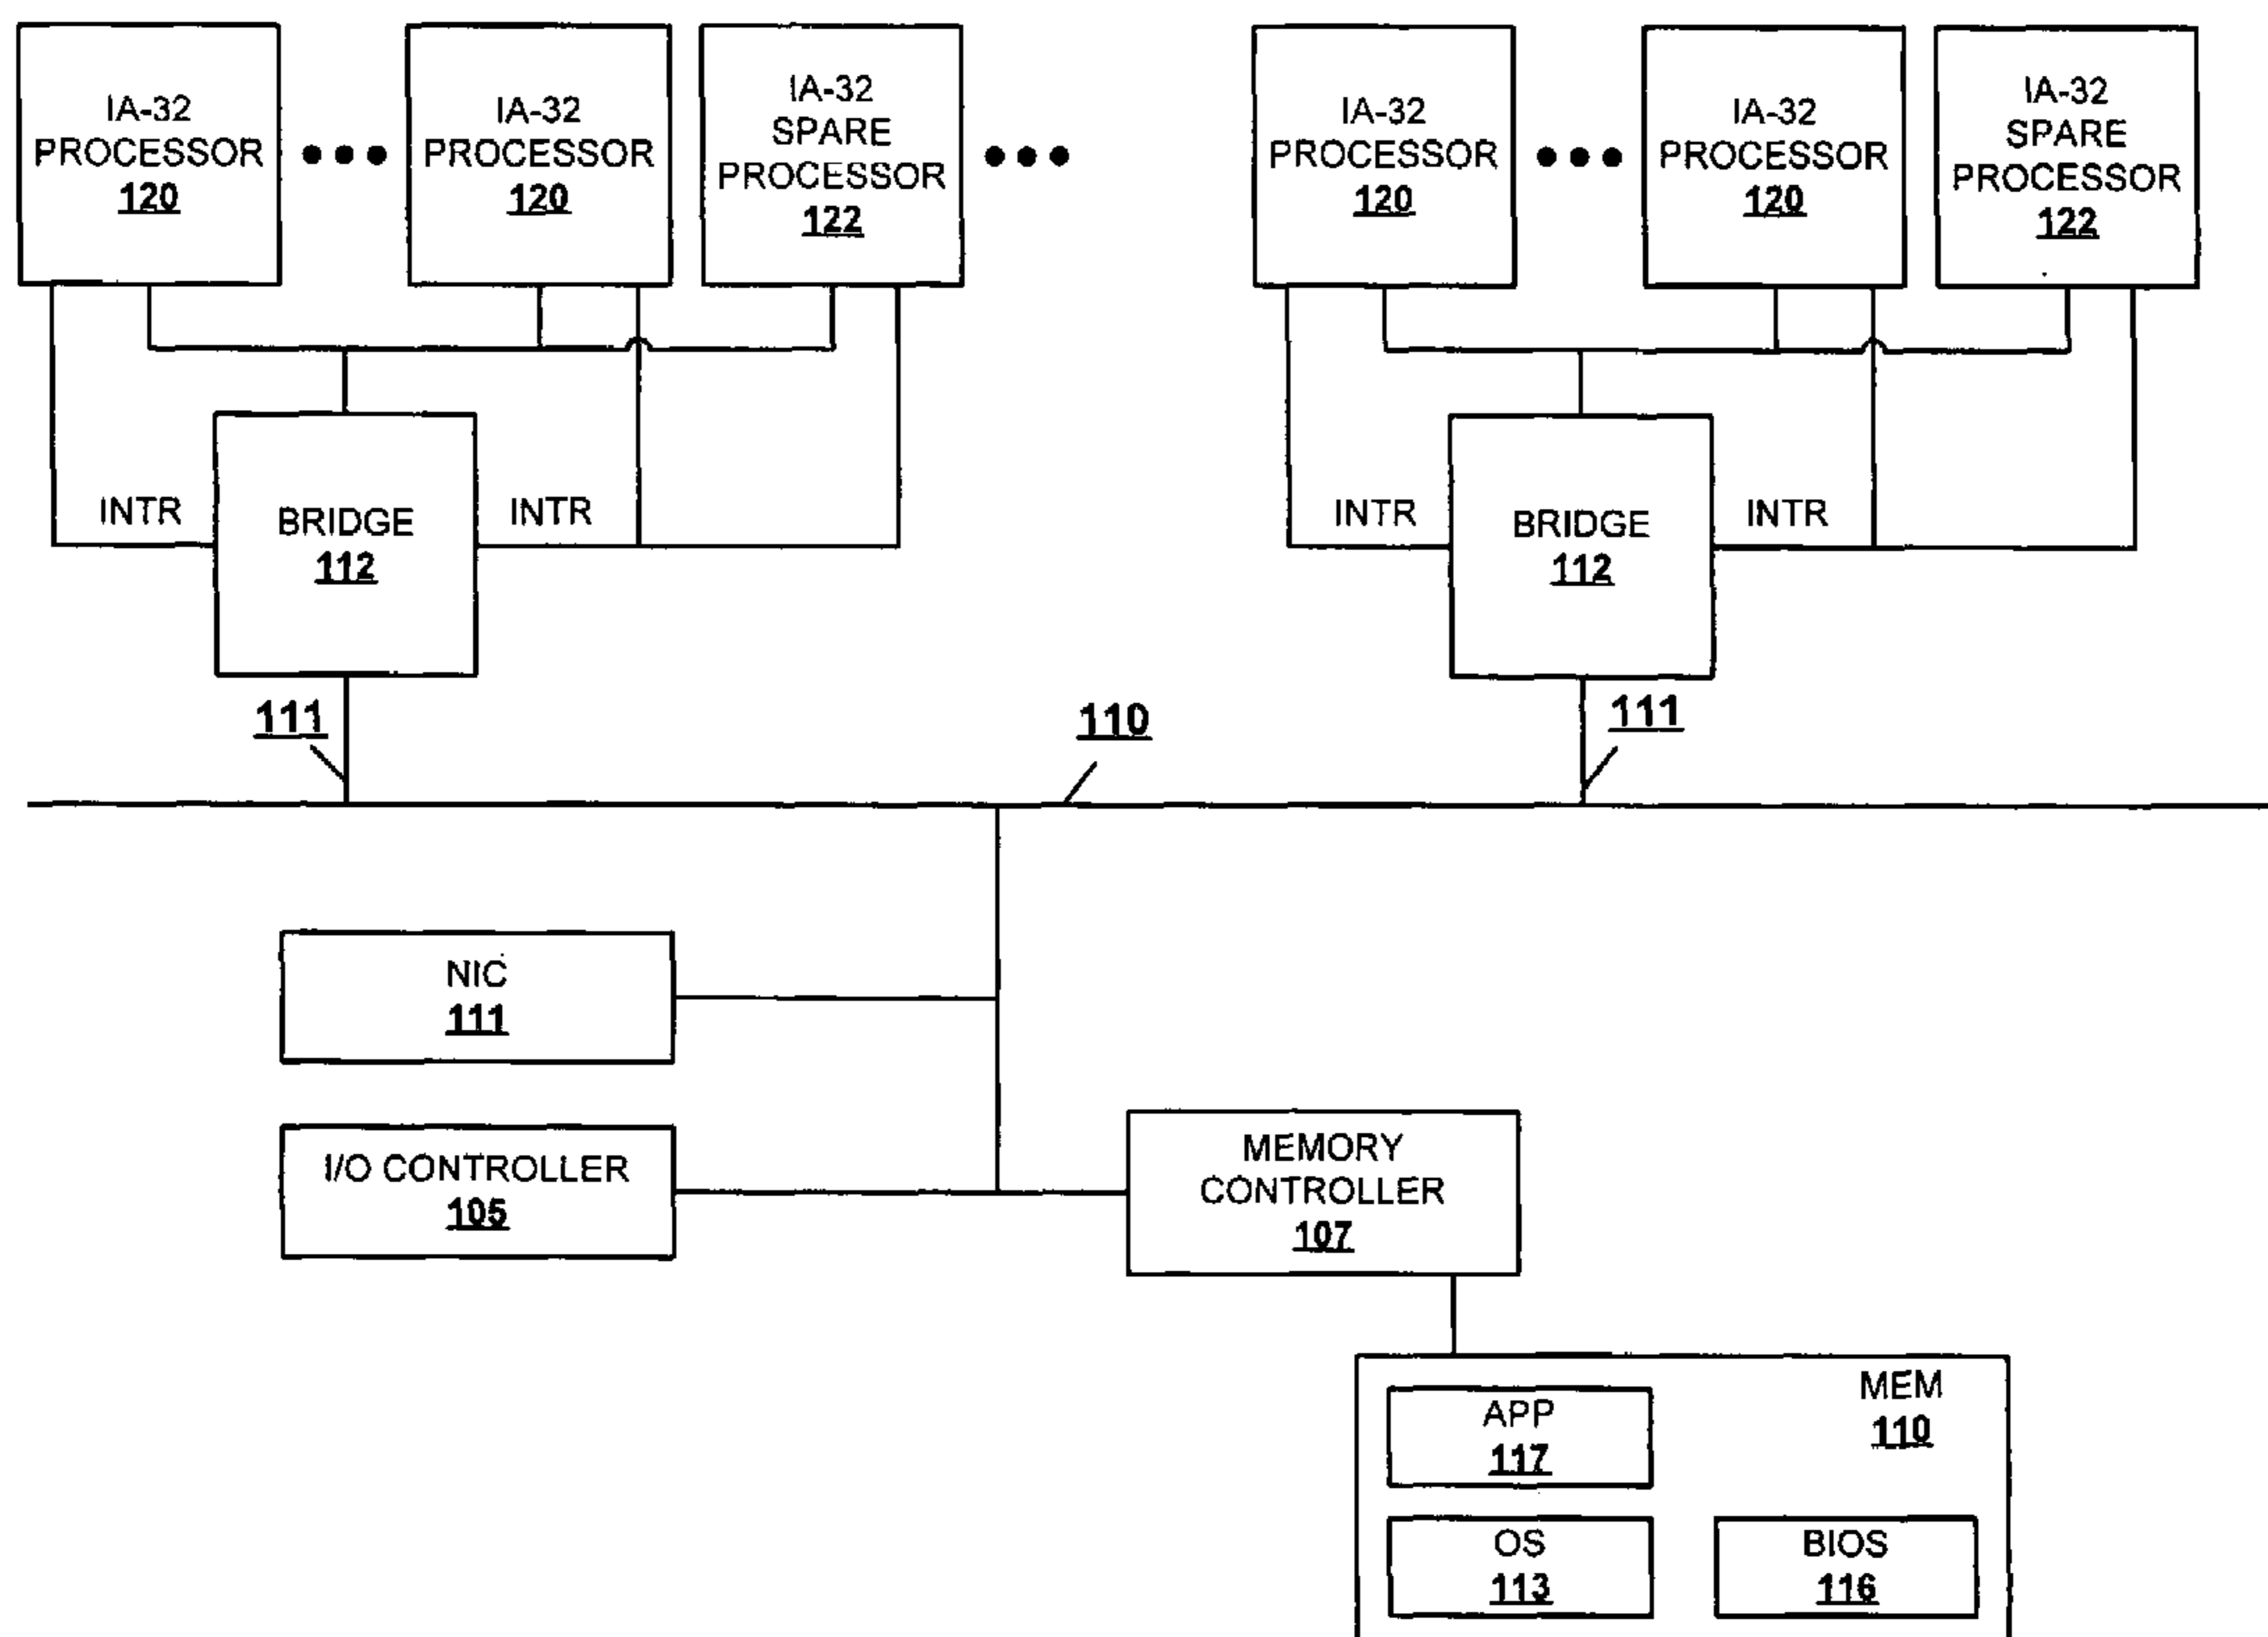 IA-32
PROCESSOR
120
IA-32
PROCESSOR
120
IA-32
SPARE
PROCESSOR
122
IA-32
PROCESSOR
120
IA-32
PROCESSOR
120
IA-32
SPARE
PROCESSOR
122
INTR
BRIDGE
112
INTR
INTR
BRIDGE
112
INTR
111
110
111
NIC
111
I/O CONTROLLER
105
MEMORY
CONTROLLER
107
MEM
110
APP
117
OS
113
BIOS
116